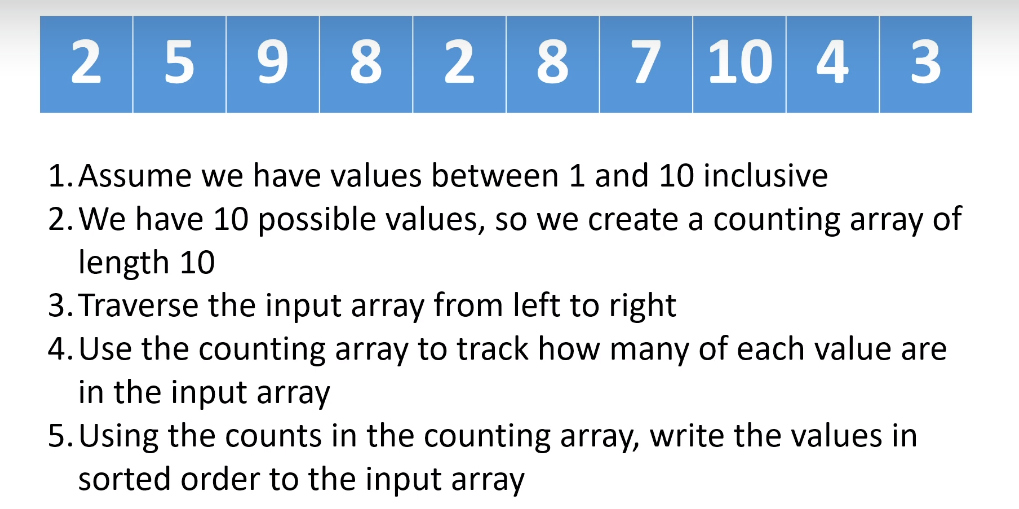 2 5 9 8 2 8 7 10 4 3
1. Assume we have values between 1 and 10 inclusive
2. We have 10 possible values, so we create a counting array of
length 10
3. Traverse the input array from left to right
4. Use the counting array to track how many of each value are
in the input array
5. Using the counts in the counting array, write the values in
sorted order to the input array